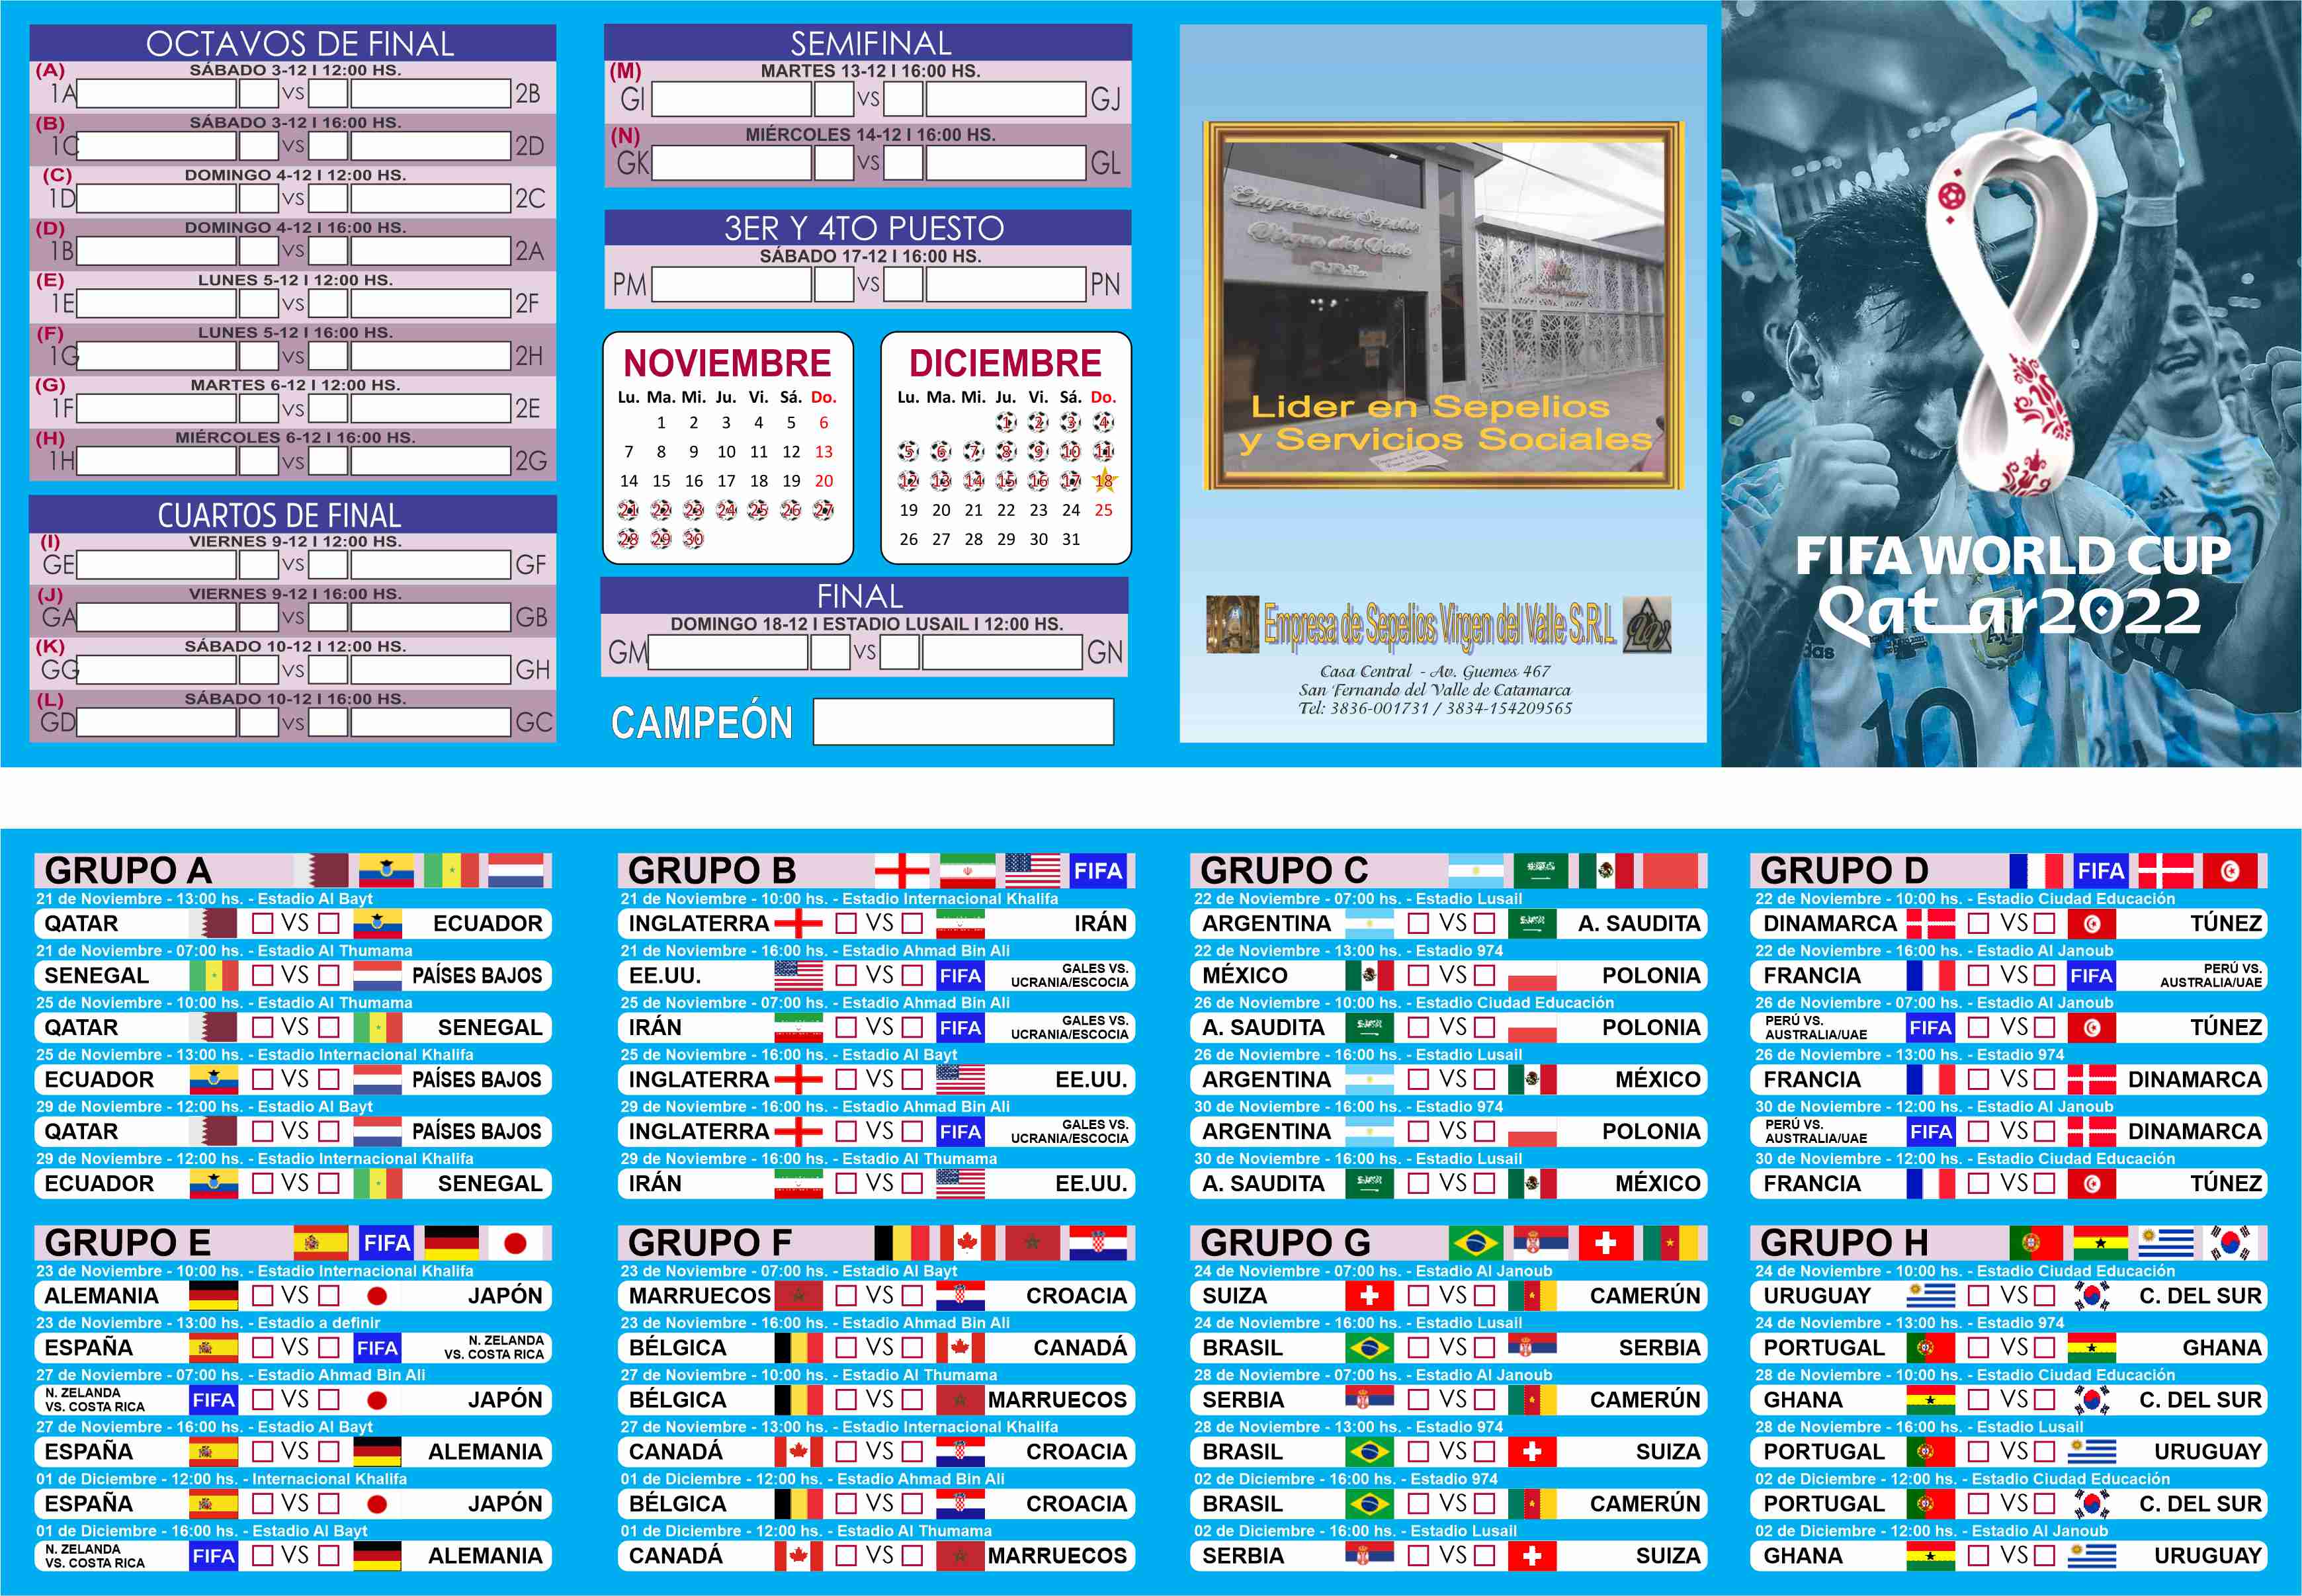 OCTAVOS DE FINAL
(A) SÁBADO 3-12 I 12:00 HS.
1A VS 2B
(B) SÁBADO 3-12 I 16:00 HS.
1C VS 2D
(C) DOMINGO 4-12 I 12:00 HS.
1D VS 2C
(D) DOMINGO 4-12 I 16:00 HS.
1B VS 2A
(E) LUNES 5-12 I 12:00 HS.
1E VS 2F
(F) LUNES 5-12 I 16:00 HS.
1G VS 2H
(G) MARTES 6-12 I 12:00 HS.
1F VS 2E
(H) MIÉRCOLES 6-12 I 16:00 HS.
1H VS 2G
CUARTOS DE FINAL
(I) VIERNES 9-12 I 12:00 HS.
GE VS GF
(J) VIERNES 9-12 I 16:00 HS.
GA VS GB
(K) SÁBADO 10-12 I 12:00 HS.
GG VS GH
(L) SÁBADO 10-12 I 16:00 HS.
GD VS GC
SEMIFINAL
(M) MARTES 13-12 I 16:00 HS.
GI VS GJ
(N) MIÉRCOLES 14-12 I 16:00 HS.
GK VS GL
3ER Y 4TO PUESTO
SÁBADO 17-12 I 16:00 HS.
PM VS PN
NOVIEMBRE
Lu. Ma. Mi. Ju. Vi. Sá. Do.
1 2 3 4 5 6
7 8 9 10 11 12 13
14 15 16 17 18 19 20
21 22 23 24 25 26 27
28 29 30
DICIEMBRE
Lu. Ma. Mi. Ju. Vi. Sá. Do.
1 2 3 4
5 6 7 8 9 10 11
12 13 14 15 16 17 18
19 20 21 22 23 24 25
26 27 28 29 30 31
FINAL
DOMINGO 18-12 I ESTADIO LUSAIL I 12:00 HS.
GM VS GN
CAMPEÓN
Empresa de Sepelios
Virgen del Valle
S.R.L.
Lider en Sepelios
y Servicios Sociales
Empresa de Sepelios Virgen del Valle S.R.L.
Casa Central - Av. Guemes 467
San Fernando del Valle de Catamarca
Tel: 3836-001731 / 3834-154209565
FIFA WORLD CUP
Qatar2022
adidas
10
GRUPO A
21 de Noviembre - 13:00 hs. - Estadio Al Bayt
QATAR VS ECUADOR
21 de Noviembre - 07:00 hs. - Estadio Al Thumama
SENEGAL VS PAÍSES BAJOS
25 de Noviembre - 10:00 hs. - Estadio Al Thumama
QATAR VS SENEGAL
25 de Noviembre - 13:00 hs. - Estadio Internacional Khalifa
ECUADOR VS PAÍSES BAJOS
29 de Noviembre - 12:00 hs. - Estadio Al Bayt
QATAR VS PAÍSES BAJOS
29 de Noviembre - 12:00 hs. - Estadio Internacional Khalifa
ECUADOR VS SENEGAL
GRUPO B FIFA
21 de Noviembre - 10:00 hs. - Estadio Internacional Khalifa
INGLATERRA VS IRÁN
21 de Noviembre - 16:00 hs. - Estadio Ahmad Bin Ali
EE.UU. VS FIFA GALES VS.
UCRANIA/ESCOCIA
25 de Noviembre - 07:00 hs. - Estadio Ahmad Bin Ali
IRÁN VS FIFA GALES VS.
UCRANIA/ESCOCIA
25 de Noviembre - 16:00 hs. - Estadio Al Bayt
INGLATERRA VS EE.UU.
29 de Noviembre - 16:00 hs. - Estadio Ahmad Bin Ali
INGLATERRA VS FIFA GALES VS.
UCRANIA/ESCOCIA
29 de Noviembre - 16:00 hs. - Estadio Al Thumama
IRÁN VS EE.UU.
GRUPO C
22 de Noviembre - 07:00 hs. - Estadio Lusail
ARGENTINA VS A. SAUDITA
22 de Noviembre - 13:00 hs. - Estadio 974
MÉXICO VS POLONIA
26 de Noviembre - 10:00 hs. - Estadio Ciudad Educación
A. SAUDITA VS POLONIA
26 de Noviembre - 16:00 hs. - Estadio Lusail
ARGENTINA VS MÉXICO
30 de Noviembre - 16:00 hs. - Estadio 974
ARGENTINA VS POLONIA
30 de Noviembre - 16:00 hs. - Estadio Lusail
A. SAUDITA VS MÉXICO
GRUPO D FIFA
22 de Noviembre - 10:00 hs. - Estadio Ciudad Educación
DINAMARCA VS TÚNEZ
22 de Noviembre - 16:00 hs. - Estadio Al Janoub
FRANCIA VS FIFA PERÚ VS.
AUSTRALIA/UAE
26 de Noviembre - 07:00 hs. - Estadio Al Janoub
PERÚ VS.
AUSTRALIA/UAE FIFA VS TÚNEZ
26 de Noviembre - 13:00 hs. - Estadio 974
FRANCIA VS DINAMARCA
30 de Noviembre - 12:00 hs. - Estadio Al Janoub
PERÚ VS.
AUSTRALIA/UAE FIFA VS DINAMARCA
30 de Noviembre - 12:00 hs. - Estadio Ciudad Educación
FRANCIA VS TÚNEZ
GRUPO E FIFA
23 de Noviembre - 10:00 hs. - Estadio Internacional Khalifa
ALEMANIA VS JAPÓN
23 de Noviembre - 13:00 hs. - Estadio a definir
ESPAÑA VS FIFA N. ZELANDA
VS. COSTA RICA
27 de Noviembre - 07:00 hs. - Estadio Ahmad Bin Ali
N. ZELANDA
VS. COSTA RICA FIFA VS JAPÓN
27 de Noviembre - 16:00 hs. - Estadio Al Bayt
ESPAÑA VS ALEMANIA
01 de Diciembre - 12:00 hs. - Internacional Khalifa
ESPAÑA VS JAPÓN
01 de Diciembre - 16:00 hs. - Estadio Al Bayt
N. ZELANDA
VS. COSTA RICA FIFA VS ALEMANIA
GRUPO F
23 de Noviembre - 07:00 hs. - Estadio Al Bayt
MARRUECOS VS CROACIA
23 de Noviembre - 16:00 hs. - Estadio Ahmad Bin Ali
BÉLGICA VS CANADÁ
27 de Noviembre - 10:00 hs. - Estadio Al Thumama
BÉLGICA VS MARRUECOS
27 de Noviembre - 13:00 hs. - Estadio Internacional Khalifa
CANADÁ VS CROACIA
01 de Diciembre - 12:00 hs. - Estadio Ahmad Bin Ali
BÉLGICA VS CROACIA
01 de Diciembre - 12:00 hs. - Estadio Al Thumama
CANADÁ VS MARRUECOS
GRUPO G
24 de Noviembre - 07:00 hs. - Estadio Al Janoub
SUIZA VS CAMERÚN
24 de Noviembre - 16:00 hs. - Estadio Lusail
BRASIL VS SERBIA
28 de Noviembre - 07:00 hs. - Estadio Al Janoub
SERBIA VS CAMERÚN
28 de Noviembre - 13:00 hs. - Estadio 974
BRASIL VS SUIZA
02 de Diciembre - 16:00 hs. - Estadio 974
BRASIL VS CAMERÚN
02 de Diciembre - 16:00 hs. - Estadio Lusail
SERBIA VS SUIZA
GRUPO H
24 de Noviembre - 10:00 hs. - Estadio Ciudad Educación
URUGUAY VS C. DEL SUR
24 de Noviembre - 13:00 hs. - Estadio 974
PORTUGAL VS GHANA
28 de Noviembre - 10:00 hs. - Estadio Ciudad Educación
GHANA VS C. DEL SUR
28 de Noviembre - 16:00 hs. - Estadio Lusail
PORTUGAL VS URUGUAY
02 de Diciembre - 12:00 hs. - Estadio Ciudad Educación
PORTUGAL VS C. DEL SUR
02 de Diciembre - 12:00 hs. - Estadio Al Janoub
GHANA VS URUGUAY